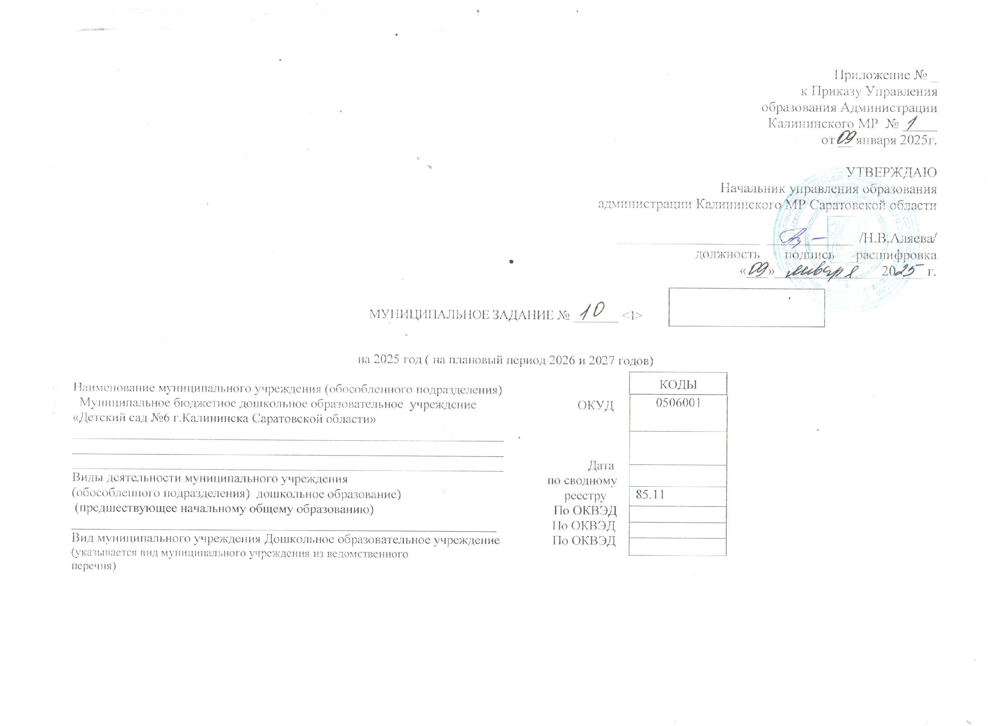 Приложение № _
к Приказу Управления
образования Администрации
Калининского МР № 1
от 09 января 2025г.
УТВЕРЖДАЮ
Начальник управления образования
администрации Калининского МР Саратовской области
/Н.В.Аляева/
должность подпись расшифровка
«09» января 2025 г.
МУНИЦИПАЛЬНОЕ ЗАДАНИЕ № 10 <1>
на 2025 год ( на плановый период 2026 и 2027 годов)
КОДЫ
Наименование муниципального учреждения (обособленного подразделения)
Муниципальное бюджетное дошкольное образовательное учреждение ОКУД 0506001
«Детский сад №6 г.Калининска Саратовской области»
Дата
Виды деятельности муниципального учреждения по сводному
(обособленного подразделения) дошкольное образование) реестру 85.11
(предшествующее начальному общему образованию) По ОКВЭД
По ОКВЭД
Вид муниципального учреждения Дошкольное образовательное учреждение По ОКВЭД
(указывается вид муниципального учреждения из ведомственного
перечня)